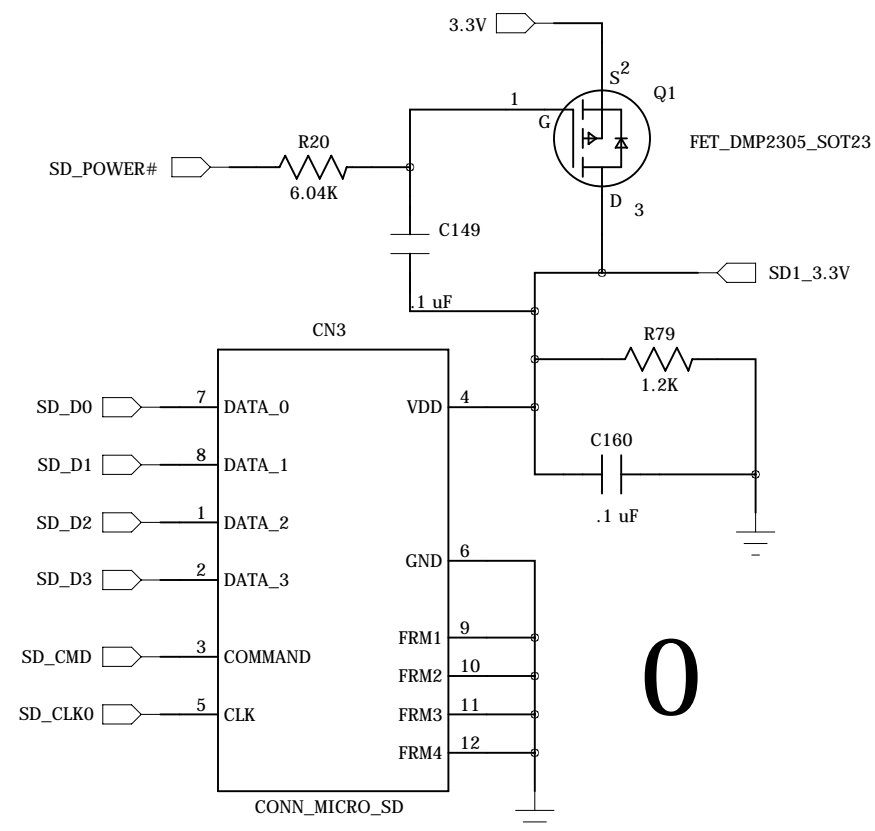 3.3V
S 2
Q1
1
G
FET_DMP2305_SOT23
R20
SD_POWER#
6.04K
D
3
C149
SD1_3.3V
.1 uF
CN3
R79
1.2K
SD_D0
7
DATA_0
VDD
4
C160
SD_D1
8
DATA_1
.1 uF
SD_D2
1
DATA_2
GND
6
SD_D3
2
DATA_3
FRM1
9
SD_CMD
3
COMMAND
FRM2
10
0
SD_CLK0
5
CLK
FRM3
11
FRM4
12
CONN_MICRO_SD